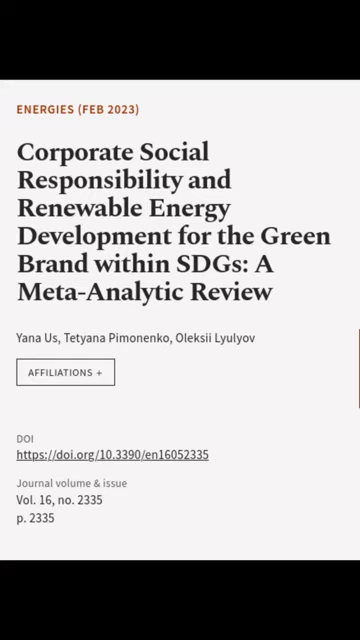 ENERGIES (FEB 2023)
Corporate Social
Responsibility and
Renewable Energy
Development for the Green
Brand within SDGs: A
Meta-Analytic Review
Yana Us, Tetyana Pimonenko, Oleksii Lyulyov
AFFILIATIONS +
DOI
https://doi.org/10.3390/en16052335
Journal volume & issue
Vol. 16, no. 2335
p. 2335